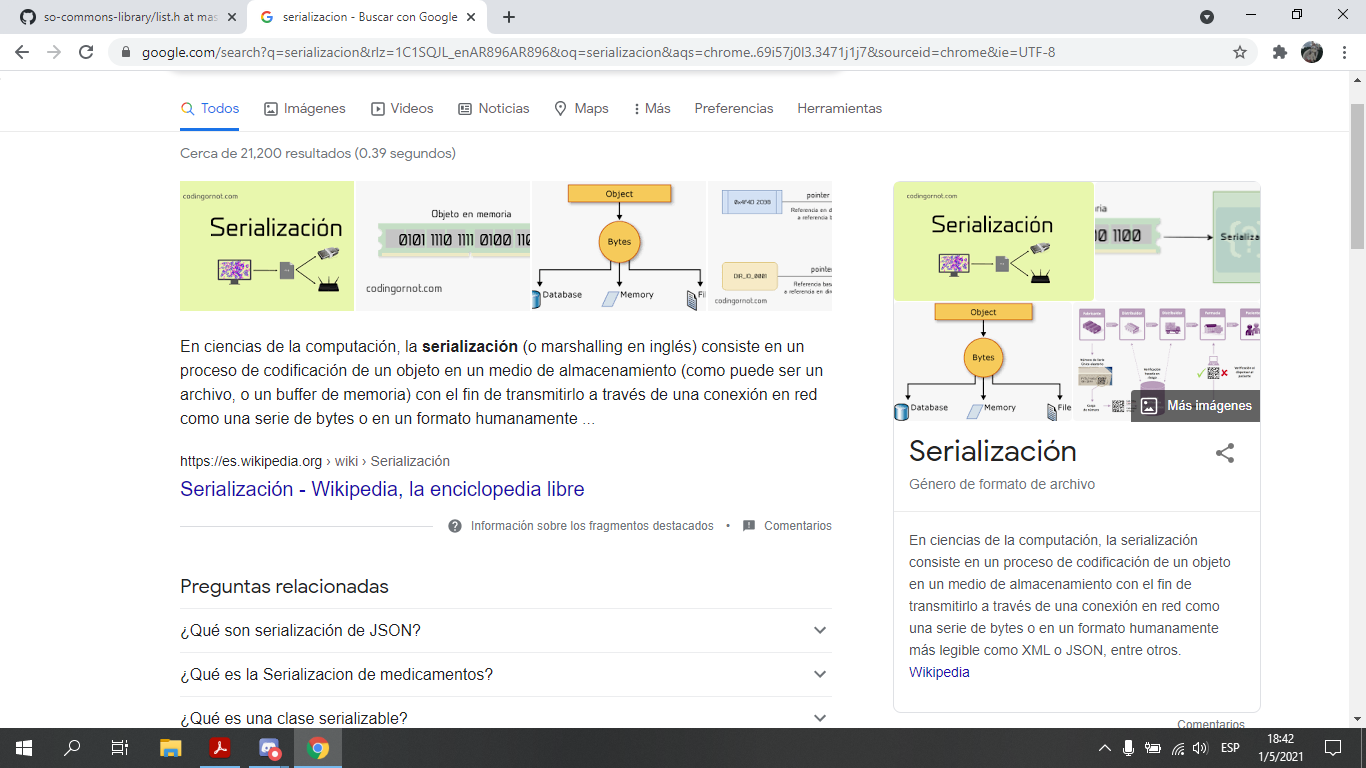 so-commons-library/list.h at mas
serializacion - Buscar con Google
google.com/search?q=serializacion&rlz=1C1SQJL_enAR896AR896&oq=serializacion&aqs=chrome..69i57j0l3.3471j1j7&sourceid=chrome&ie=UTF-8
Todos Imágenes Videos Noticias Maps Más Preferencias Herramientas
Cerca de 21,200 resultados (0.39 segundos)
codingornot.com
Serialización
Objeto en memoria
0101 1110 1111 0100 110
codingornot.com
Object
Bytes
Database Memory Fi
0x4F4D 2D3B
pointer
Referencia en d
a referencia b
DIR_ID_0001
pointe
Referencia bas
a referencia en di
codingornot.com
En ciencias de la computación, la serialización (o marshalling en inglés) consiste en un
proceso de codificación de un objeto en un medio de almacenamiento (como puede ser un
archivo, o un buffer de memoria) con el fin de transmitirlo a través de una conexión en red
como una serie de bytes o en un formato humanamente ...
https://es.wikipedia.org › wiki › Serialización
Serialización - Wikipedia, la enciclopedia libre
Información sobre los fragmentos destacados • Comentarios
Preguntas relacionadas
¿Qué son serialización de JSON?
¿Qué es la Serializacion de medicamentos?
¿Qué es una clase serializable?
codingornot.com
Serialización
ria
00 1100
Serializa
Object
Bytes
Database Memory File
Más imágenes
Serialización
Género de formato de archivo
En ciencias de la computación, la serialización
consiste en un proceso de codificación de un objeto
en un medio de almacenamiento con el fin de
transmitirlo a través de una conexión en red como
una serie de bytes o en un formato humanamente
más legible como XML o JSON, entre otros.
Wikipedia
Comentarios
ESP
18:42
1/5/2021